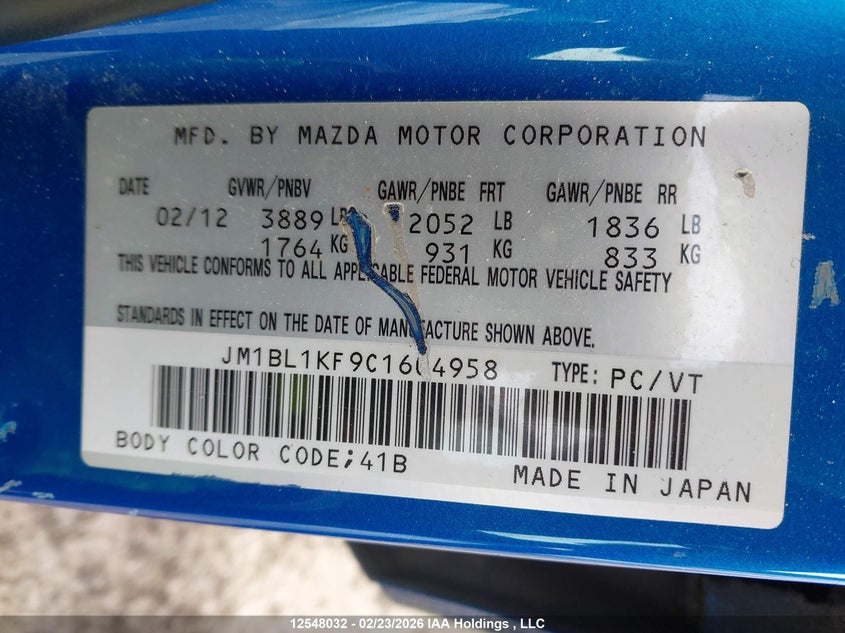 MFD. BY MAZDA MOTOR CORPORATION
DATE GVWR/PNBV GAWR/PNBE FRT GAWR/PNBE RR
02/12 3889 LB 2052 LB 1836 LB
1764 KG 931 KG 833 KG
THIS VEHICLE CONFORMS TO ALL APPLICABLE FEDERAL MOTOR VEHICLE SAFETY
STANDARDS IN EFFECT ON THE DATE OF MANUFACTURE SHOWN ABOVE.
JM1BL1KF9C1604958 TYPE: PC/VT
BODY COLOR CODE;41B
MADE IN JAPAN
12548032 - 02/23/2026 IAA Holdings , LLC